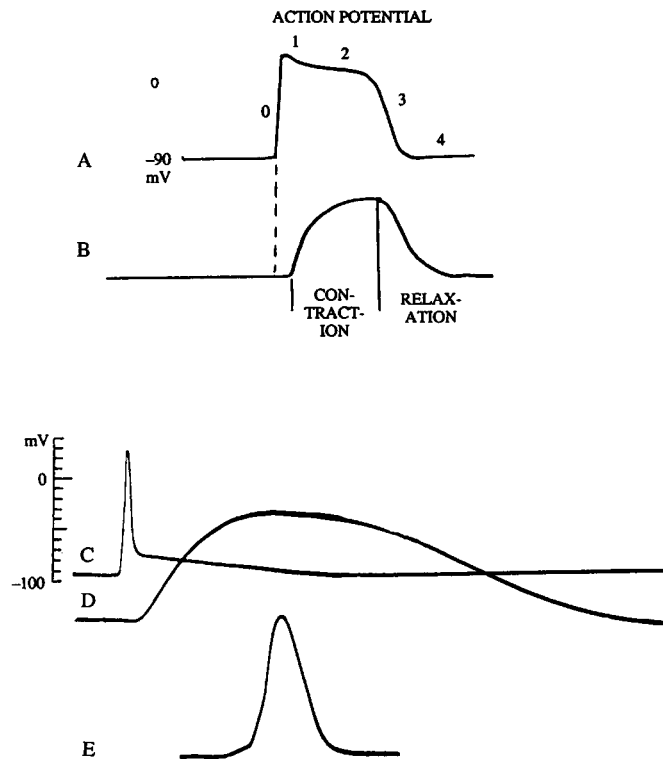 ACTION POTENTIAL
1
2
0
0
3
4
A
–90
mV
B
CON-
TRACT-
ION
RELAX-
ATION
mV
0
C
–100
D
E